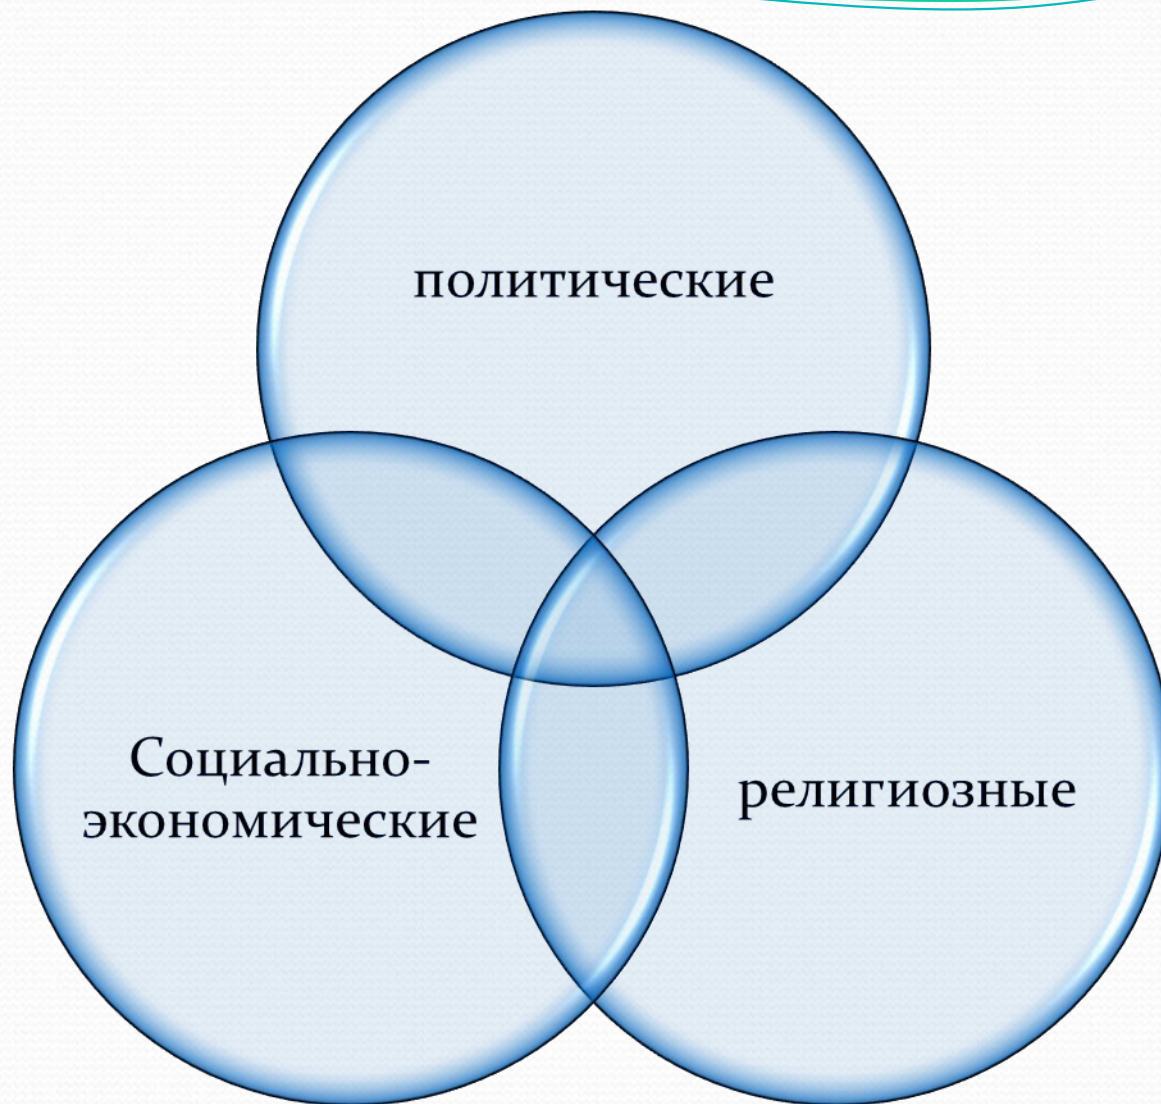 политические
Социально-
экономические
религиозные